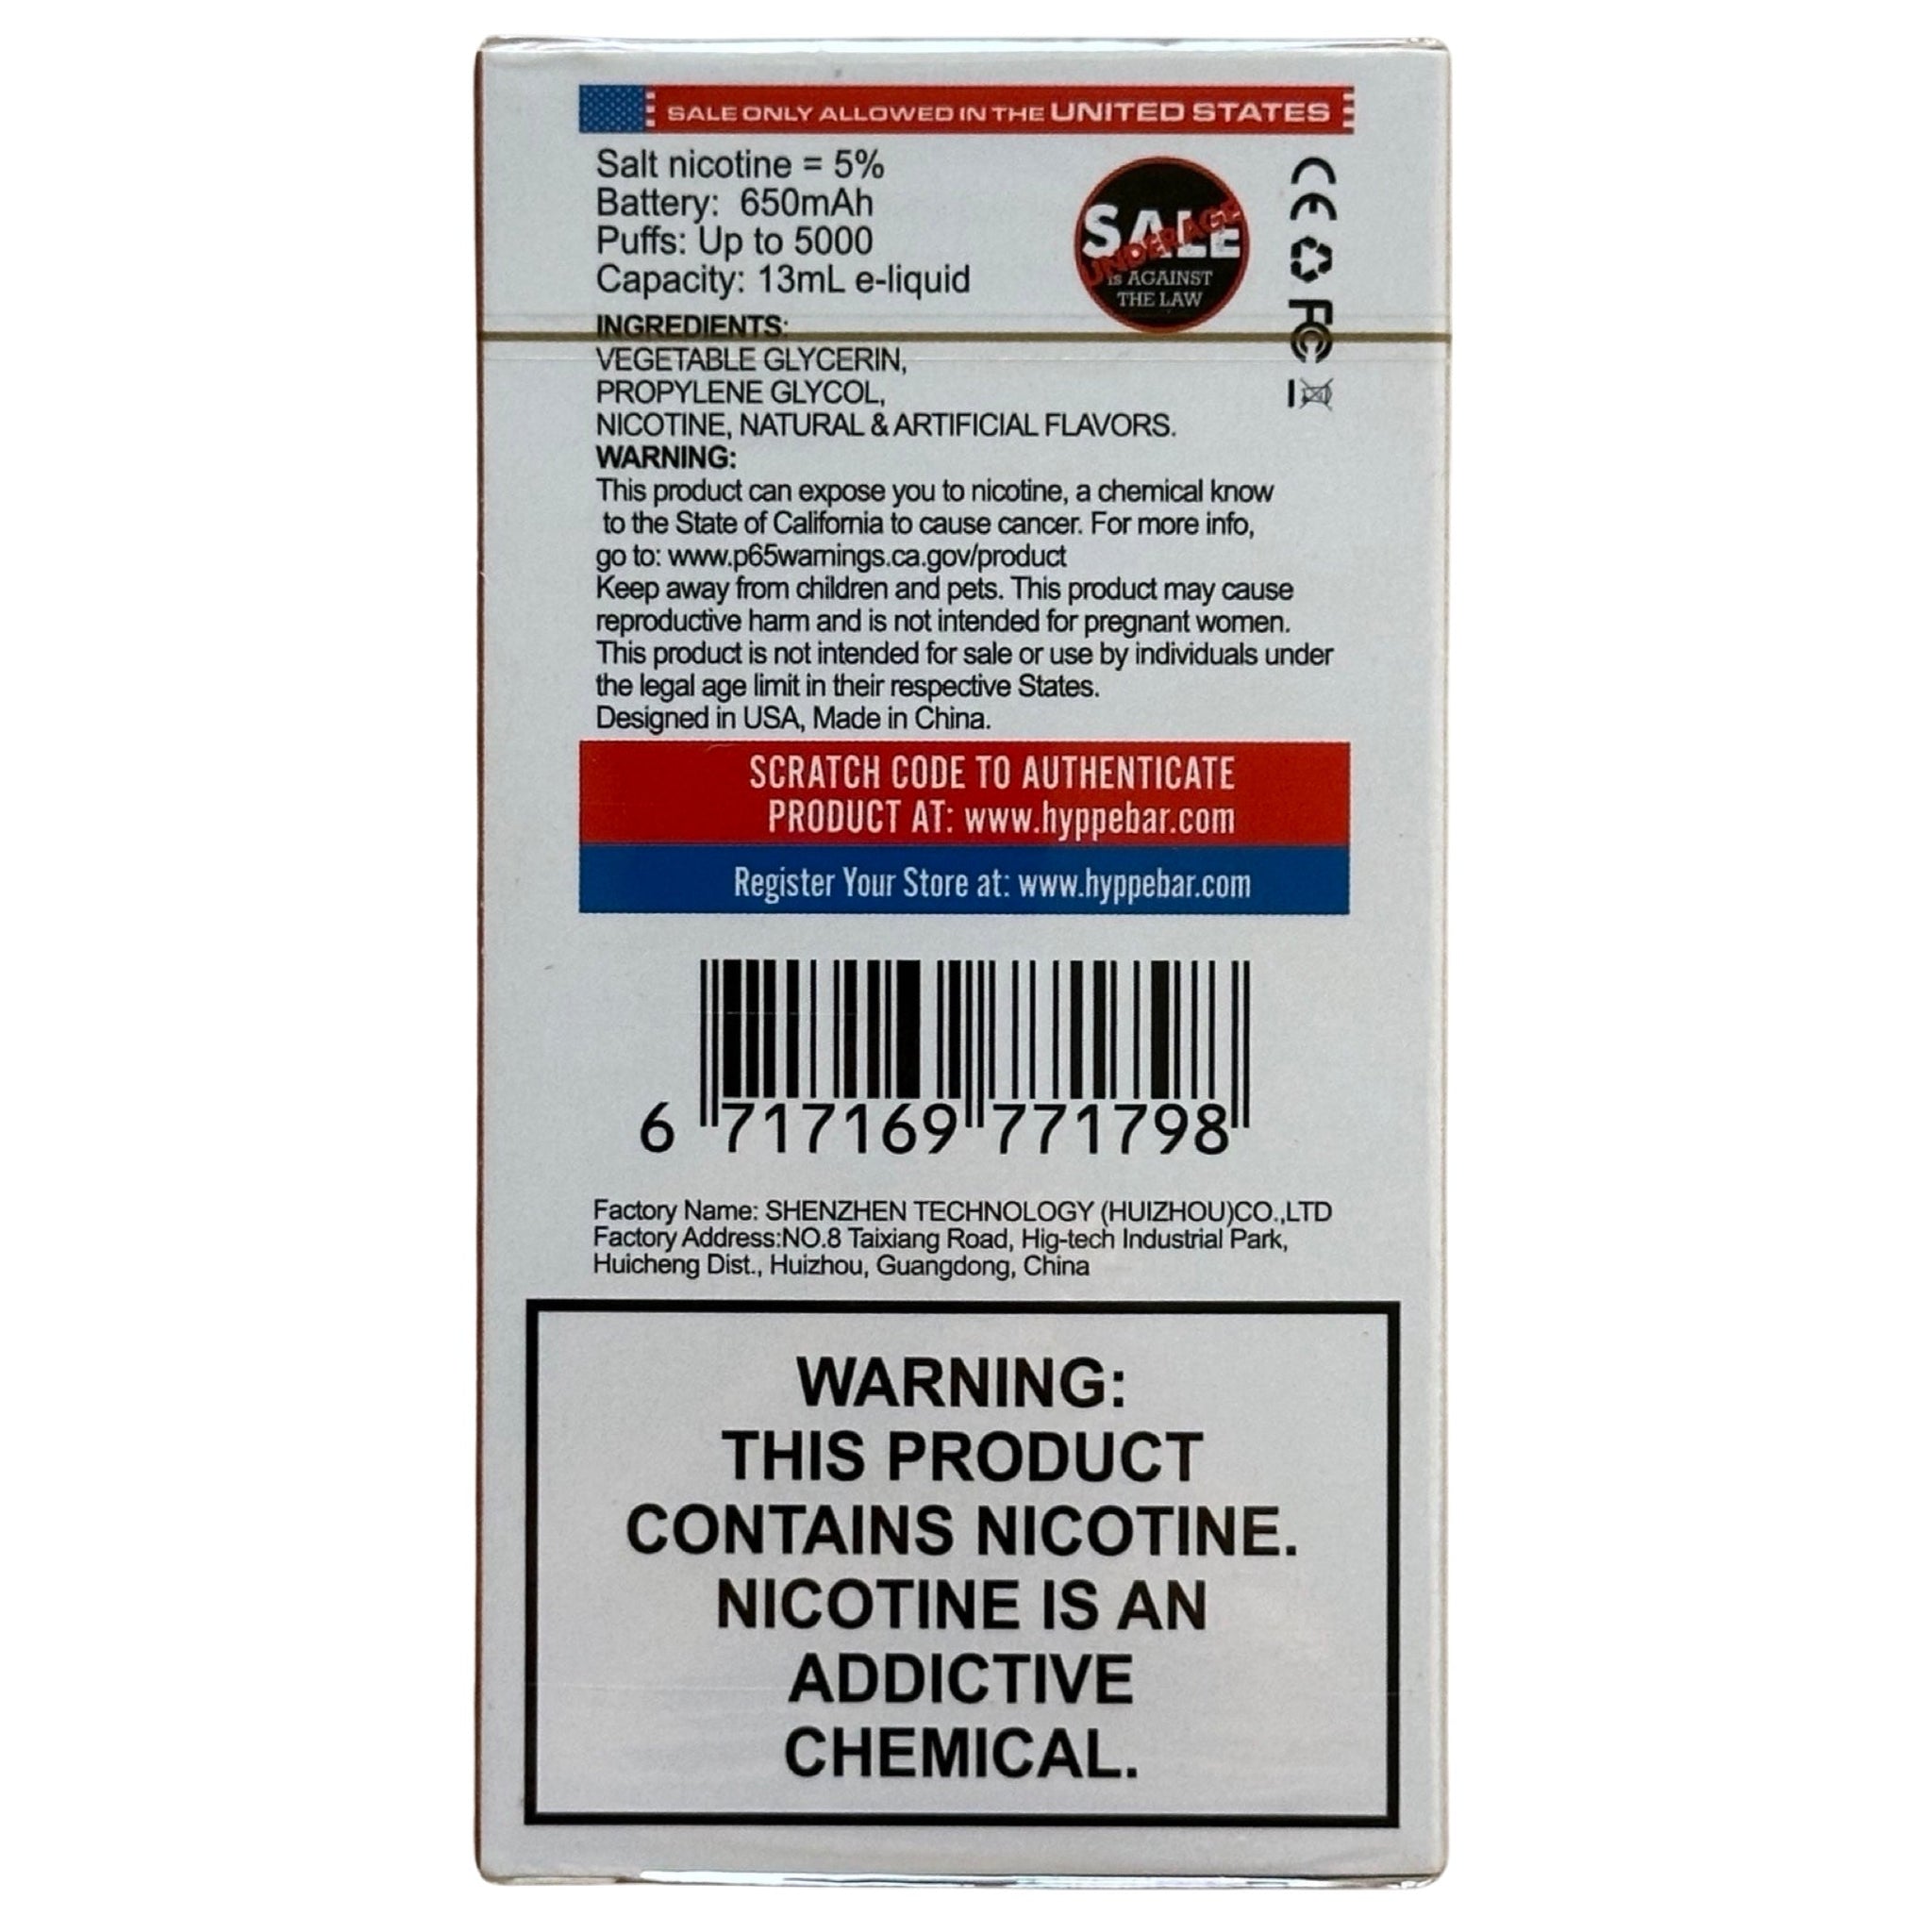 SALE ONLY ALLOWED IN THE UNITED STATES
Salt nicotine = 5%
Battery: 650mAh
Puffs: Up to 5000
Capacity: 13mL e-liquid
SALE
UNDERAGE
is AGAINST
THE LAW
CE
FC
INGREDIENTS:
VEGETABLE GLYCERIN,
PROPYLENE GLYCOL,
NICOTINE, NATURAL & ARTIFICIAL FLAVORS.
WARNING:
This product can expose you to nicotine, a chemical know
to the State of California to cause cancer. For more info,
go to: www.p65warnings.ca.gov/product
Keep away from children and pets. This product may cause
reproductive harm and is not intended for pregnant women.
This product is not intended for sale or use by individuals under
the legal age limit in their respective States.
Designed in USA, Made in China.
SCRATCH CODE TO AUTHENTICATE
PRODUCT AT: www.hyppebar.com
Register Your Store at: www.hyppebar.com
6 717169 771798
Factory Name: SHENZHEN TECHNOLOGY (HUIZHOU)CO.,LTD
Factory Address:NO.8 Taixiang Road, Hig-tech Industrial Park,
Huicheng Dist., Huizhou, Guangdong, China
WARNING:
THIS PRODUCT
CONTAINS NICOTINE.
NICOTINE IS AN
ADDICTIVE
CHEMICAL.